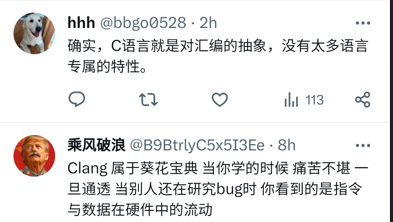 hhh @bbgo0528 · 2h
确实，C语言就是对汇编的抽象，没有太多语言
专属的特性。
113
乘风破浪 @B9BtrlyC5x5I3Ee · 8h
Clang 属于葵花宝典 当你学的时候 痛苦不堪 一
旦通透 当别人还在研究bug时 你看到的是指令
与数据在硬件中的流动